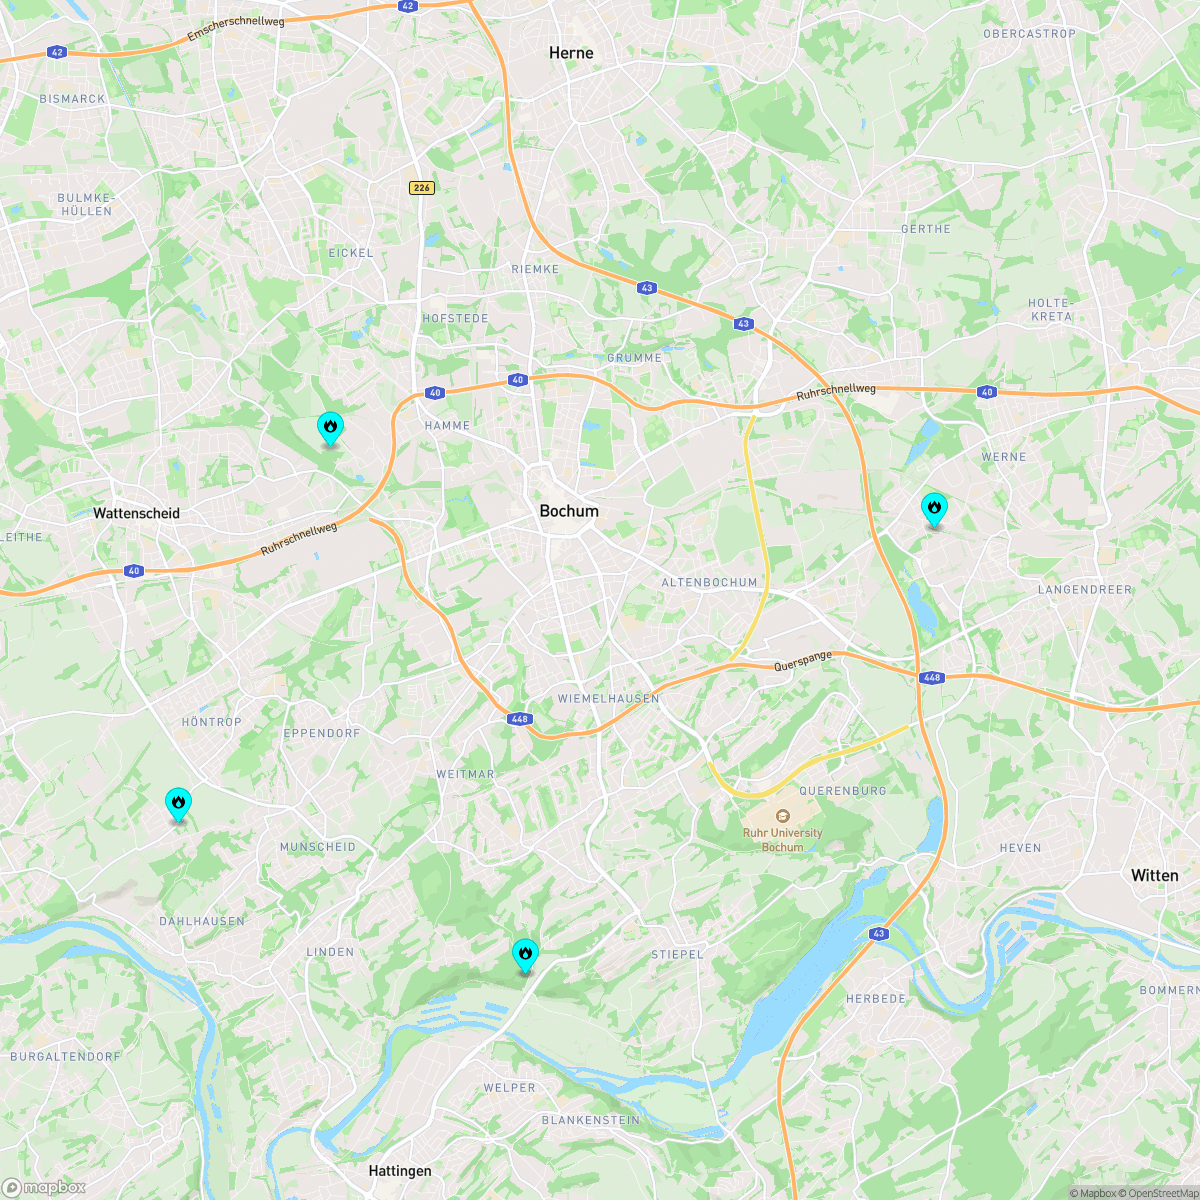 42
Emscherschnellweg
42
Herne
OBERCASTROP
BISMARCK
226
BULMKE-
HÜLLEN
GERTHE
EICKEL
RIEMKE
43
HOLTE-
KRETA
HOFSTEDE
43
GRUMME
40
40
Ruhrschnellweg
40
HAMME
WERNE
Wattenscheid
Bochum
LEITHE
Ruhrschnellweg
40
ALTENBOCHUM
LANGENDREER
Querspange
448
WIEMELHAUSEN
HÖNTROP
448
EPPENDORF
WEITMAR
QUERENBURG
Ruhr University
Bochum
MUNSCHEID
HEVEN
Witten
DAHLHAUSEN
43
LINDEN
STIEPEL
BOMMERN
HERBEDE
BURGALTENDORF
WELPER
BLANKENSTEIN
Hattingen
mapbox
© Mapbox © OpenStreetMap